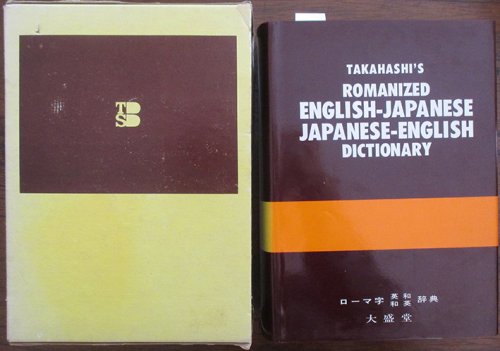 TBS
TAKAHASHI'S
ROMANIZED
ENGLISH-JAPANESE
JAPANESE-ENGLISH
DICTIONARY
ローマ字 英和 和英 辞典
大盛堂